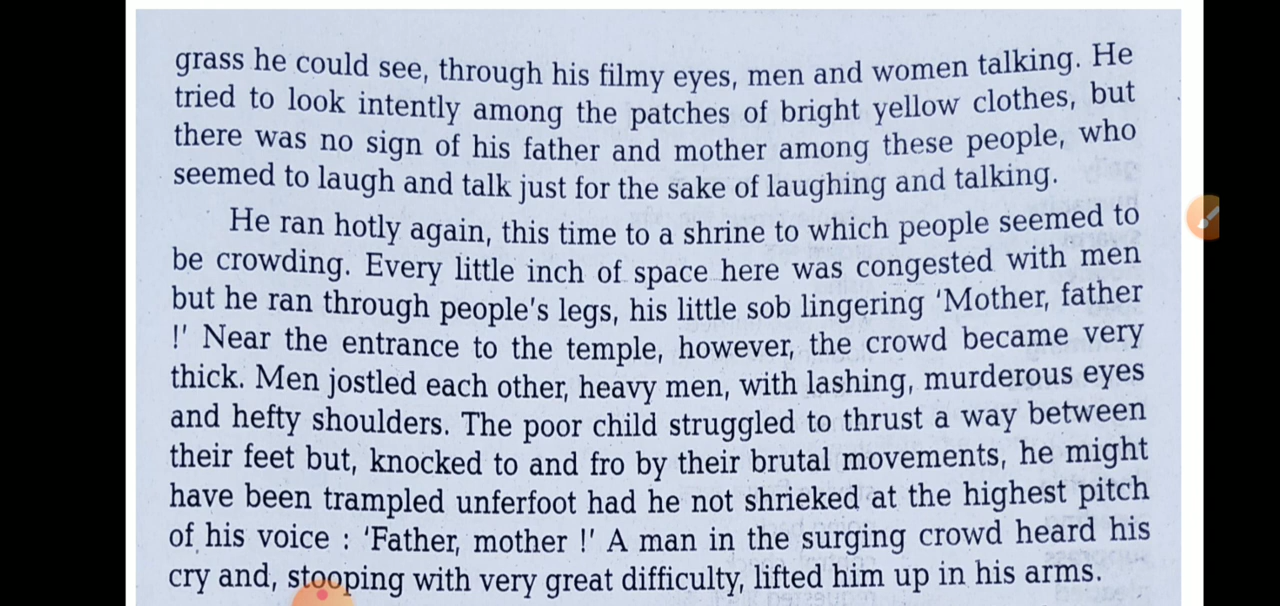 grass he could see, through his filmy eyes, men and women talking. He
tried to look intently among the patches of bright yellow clothes, but
there was no sign of his father and mother among these people, who
seemed to laugh and talk just for the sake of laughing and talking.
He ran hotly again, this time to a shrine to which people seemed to
be crowding. Every little inch of space here was congested with men
but he ran through people's legs, his little sob lingering 'Mother, father
!' Near the entrance to the temple, however, the crowd became very
thick. Men jostled each other, heavy men, with lashing, murderous eyes
and hefty shoulders. The poor child struggled to thrust a way between
their feet but, knocked to and fro by their brutal movements, he might
have been trampled unferfoot had he not shrieked at the highest pitch
of his voice : 'Father, mother !' A man in the surging crowd heard his
cry and, stooping with very great difficulty, lifted him up in his arms.